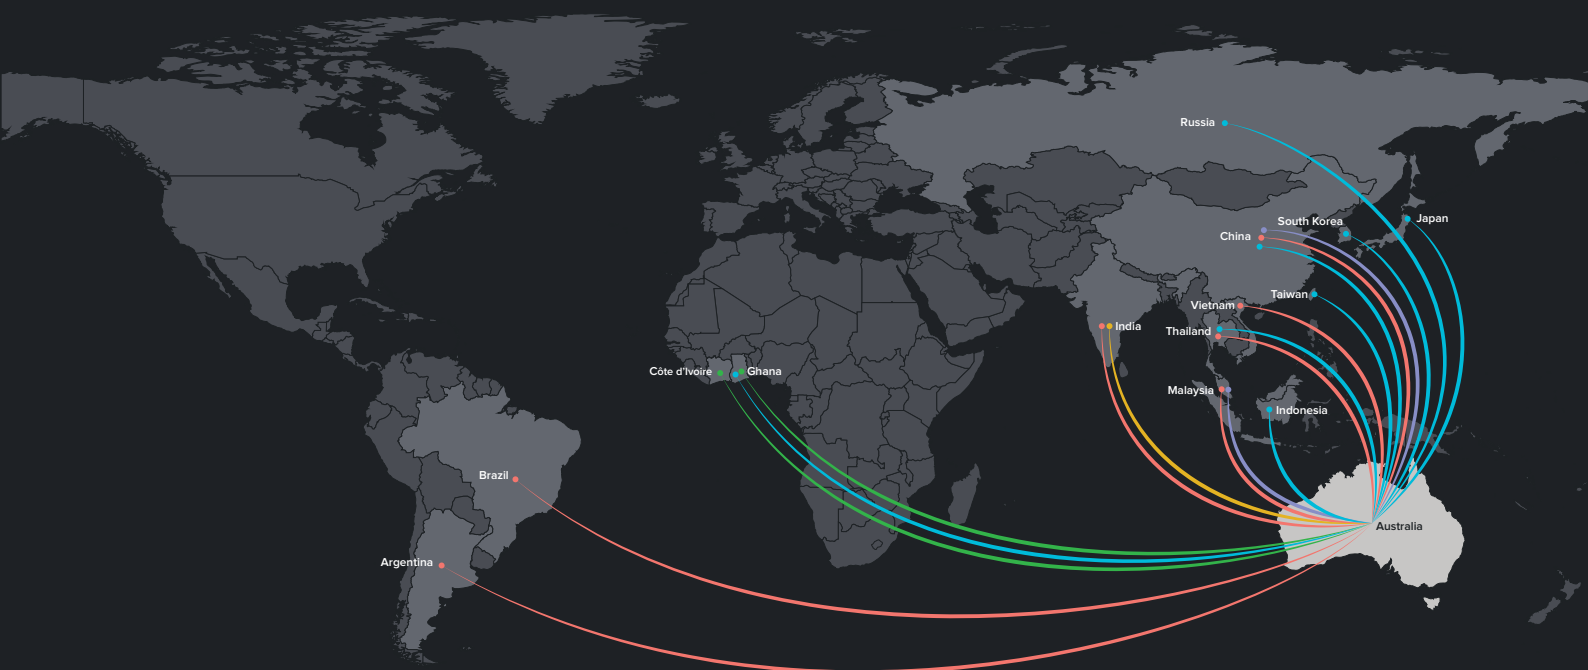 Russia
South Korea
Japan
China
Taiwan
Vietnam
India
Thailand
Côte d'Ivoire
Ghana
Malaysia
Indonesia
Brazil
Australia
Argentina